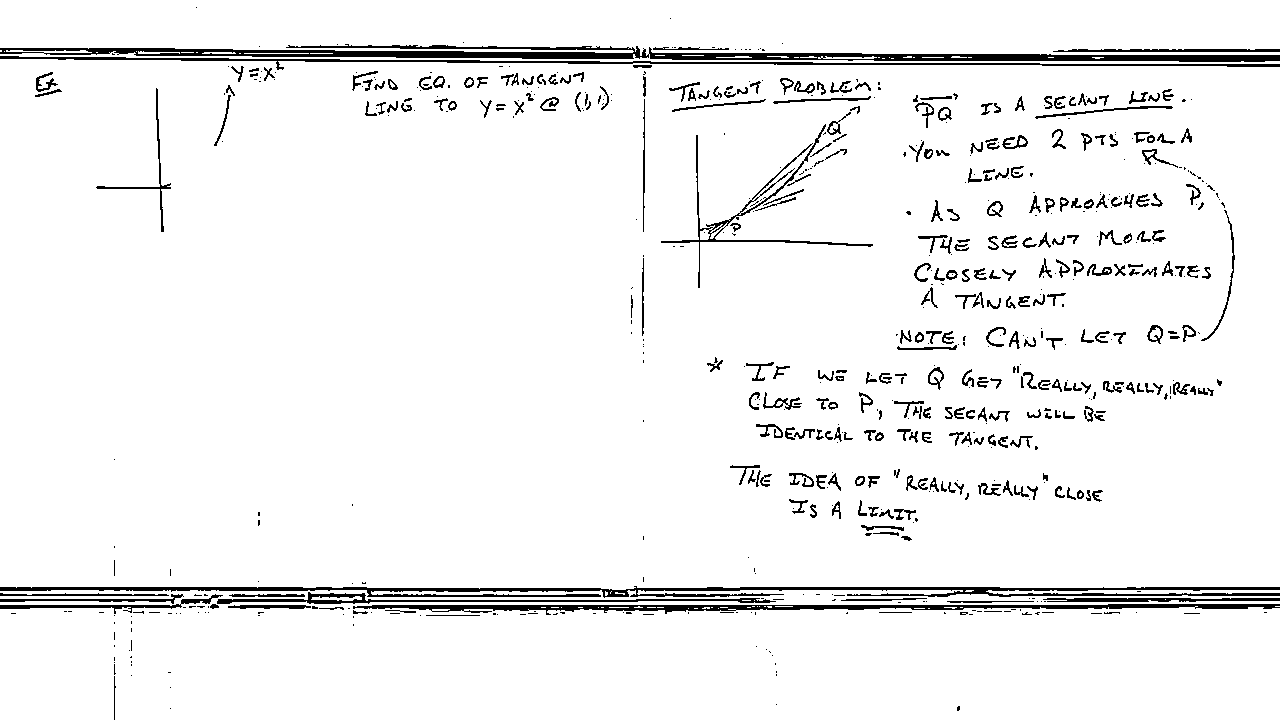 Ex
Y=X²
FIND EQ. OF TANGENT
LINE TO Y=X² @ (1,1)
TANGENT PROBLEM:
Q
P
PQ IS A SECANT LINE.
• YOU NEED 2 PTS FOR A
LINE.
• AS Q APPROACHES P,
THE SECANT MORE
CLOSELY APPROXIMATES
A TANGENT.
NOTE: CAN'T LET Q=P
* IF WE LET Q GET "REALLY, REALLY, REALLY"
CLOSE TO P, THE SECANT WILL BE
IDENTICAL TO THE TANGENT.
THE IDEA OF "REALLY, REALLY" CLOSE
IS A LIMIT.